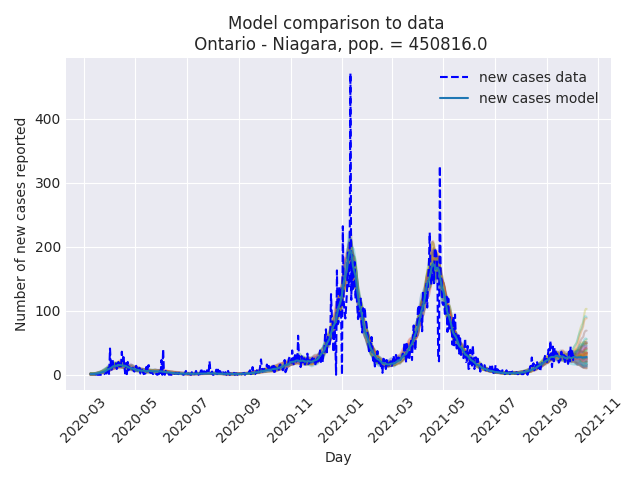 Model comparison to data
Ontario - Niagara, pop. = 450816.0
new cases data
new cases model
Number of new cases reported
400
300
200
100
0
2020-03
2020-05
2020-07
2020-09
2020-11
2021-01
2021-03
2021-05
2021-07
2021-09
2021-11
Day